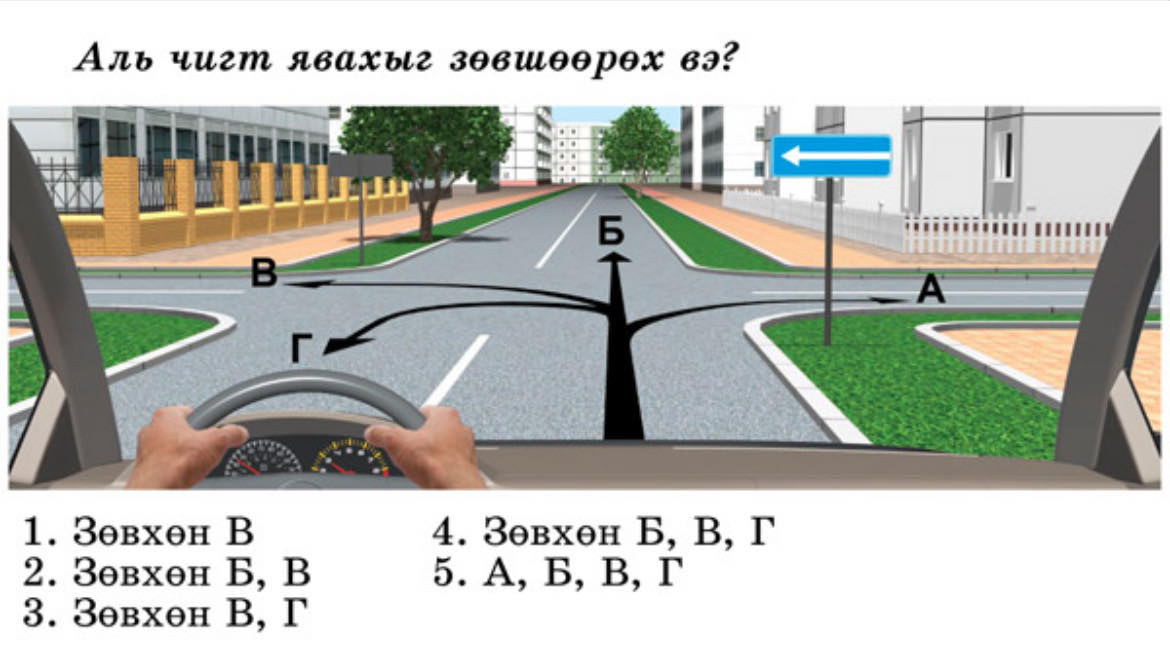 Аль чигт явахыг зөвшөөрөх вэ?
Б
В
А
Г
1. Зөвхөн В
2. Зөвхөн Б, В
3. Зөвхөн В, Г
4. Зөвхөн Б, В, Г
5. А, Б, В, Г